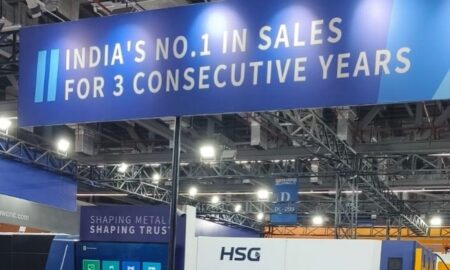 INDIA'S NO.1 IN SALES
FOR 3 CONSECUTIVE YEARS
D
SHAPING METAL
SHAPING TRUST
HSG